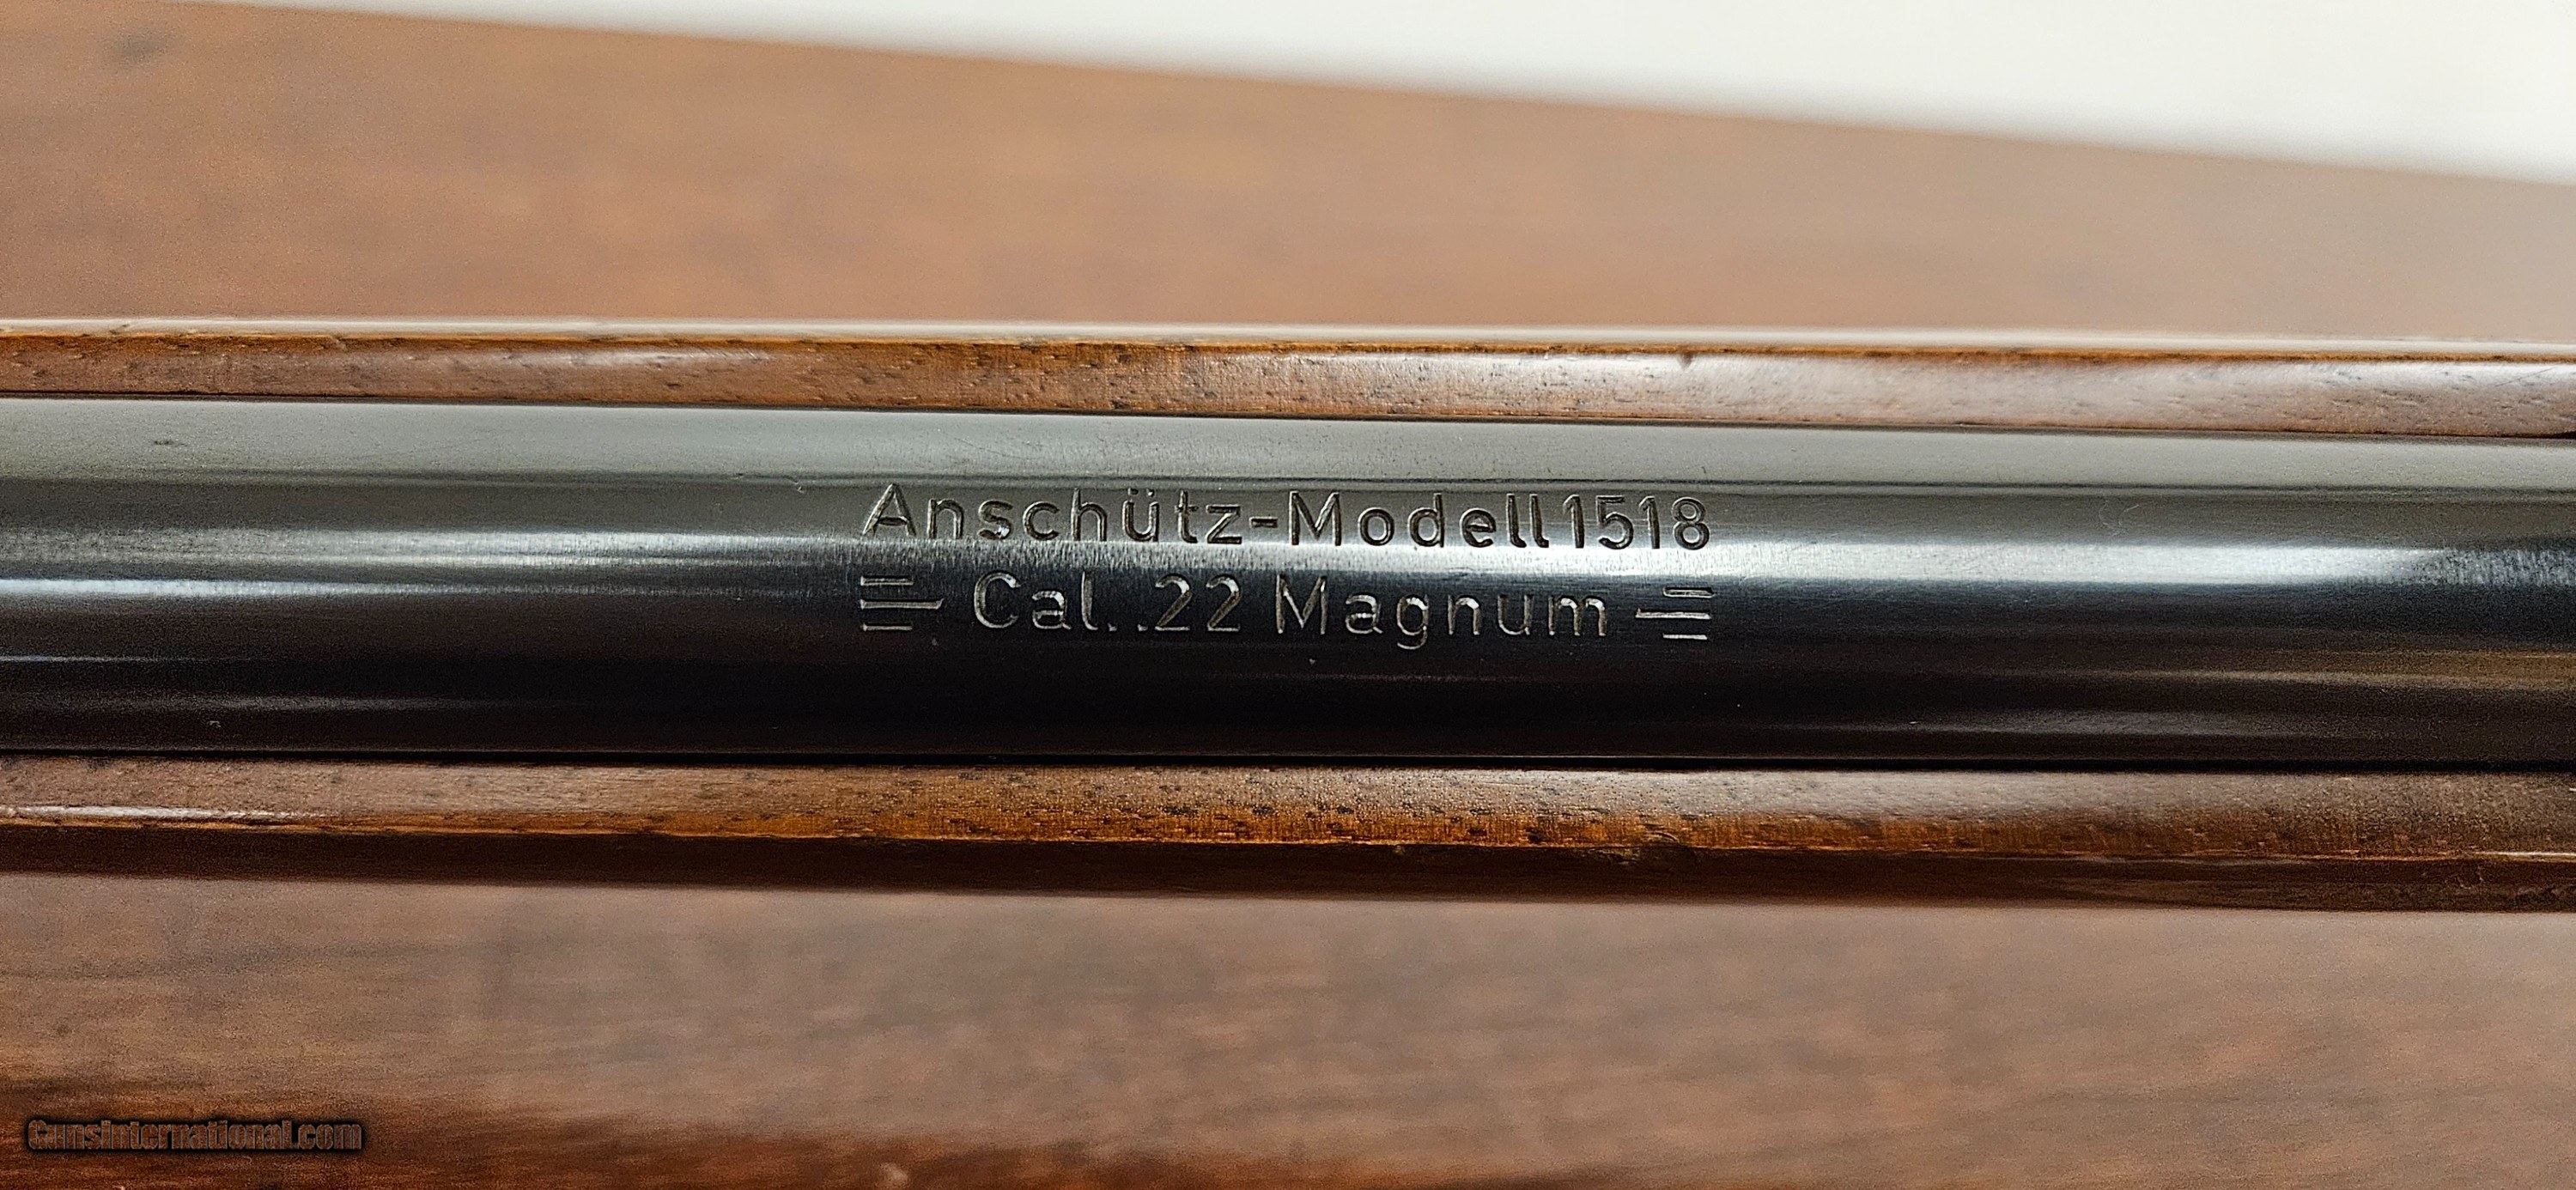 Anschütz-Modell 1518
Cal. .22 Magnum
GunsInternational.com